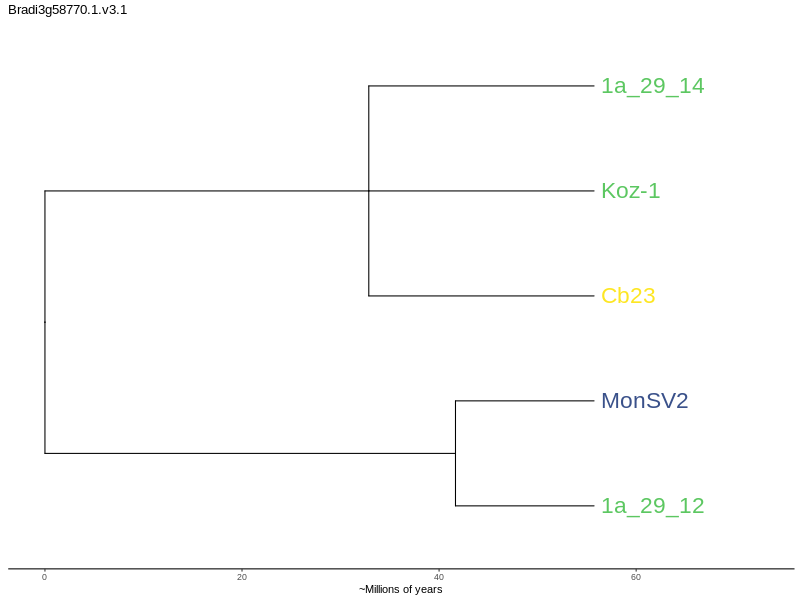 Bradi3g58770.1.v3.1
1a_29_14
Koz-1
Cb23
MonSV2
1a_29_12
0 20 40 60
~Millions of years